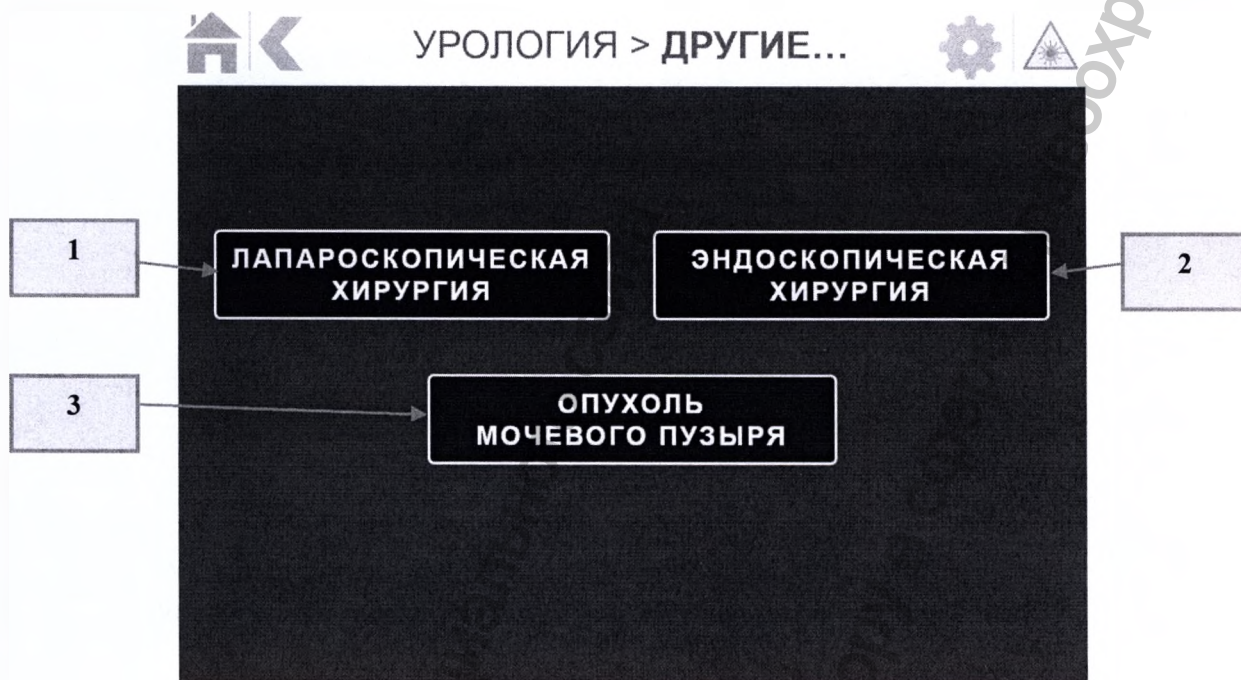 УРОЛОГИЯ > ДРУГИЕ...
1
ЛАПАРОСКОПИЧЕСКАЯ
ХИРУРГИЯ
ЭНДОСКОПИЧЕСКАЯ
ХИРУРГИЯ
2
3
ОПУХОЛЬ
МОЧЕВОГО ПУЗЫРЯ